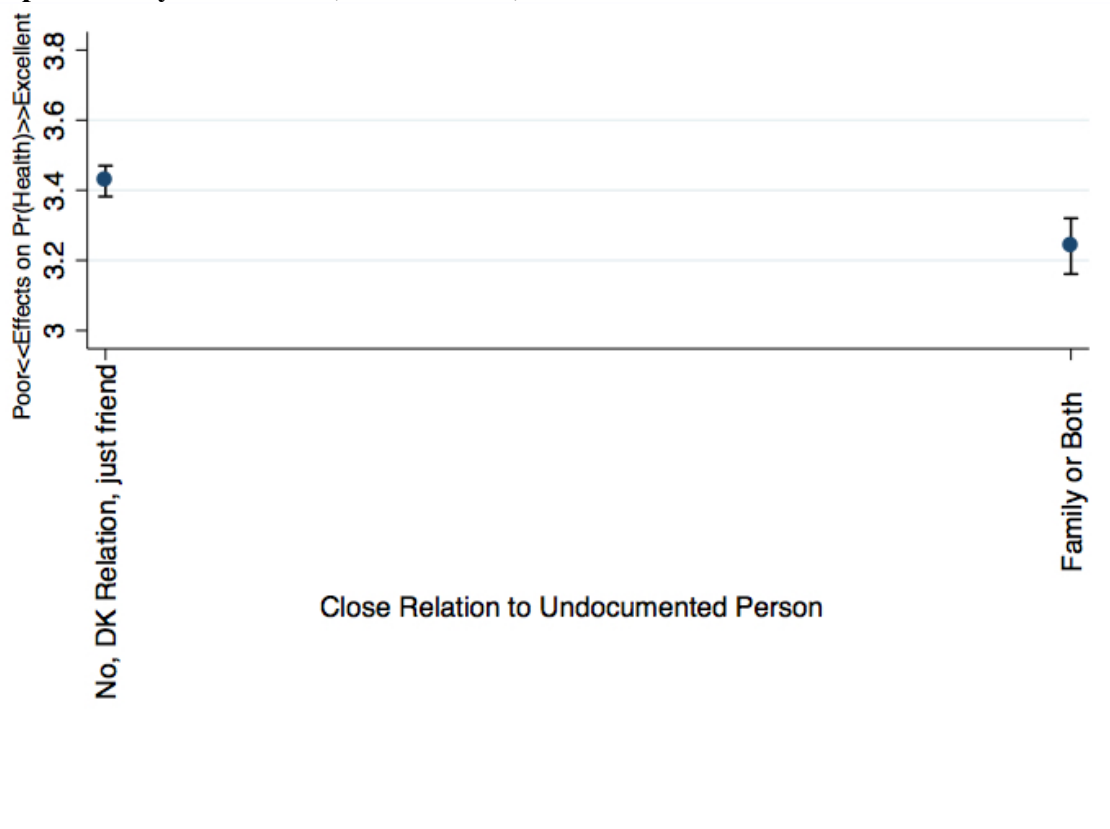 Poor<<Effects on Pr(Health)>>Excellent
3.8
3.6
3.4
3.2
3
No, DK Relation, just friend
Family or Both
Close Relation to Undocumented Person